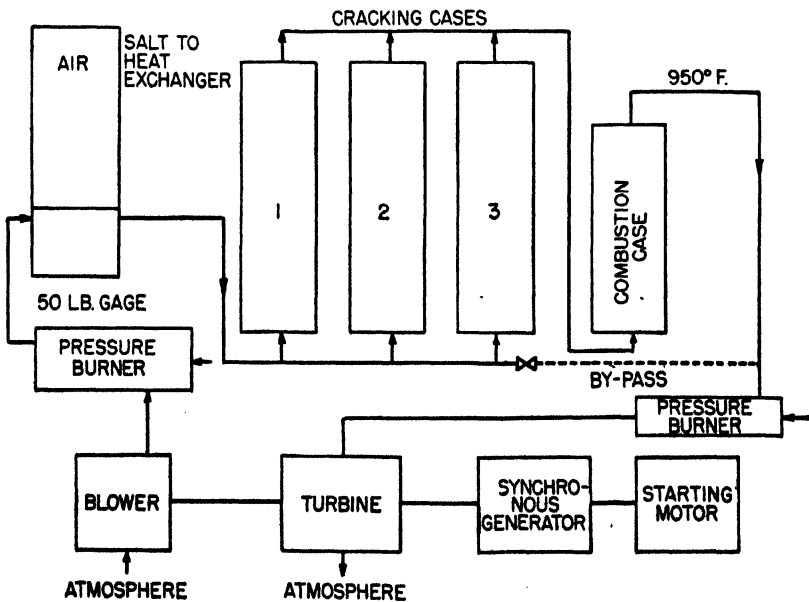 CRACKING CASES
AIR
SALT TO
HEAT
EXCHANGER
950° F.
1
2
3
COMBUSTION
CASE
50 LB. GAGE
PRESSURE
BURNER
BY-PASS
PRESSURE
BURNER
BLOWER
TURBINE
SYNCHRO-
NOUS
GENERATOR
STARTING
MOTOR
ATMOSPHERE
ATMOSPHERE